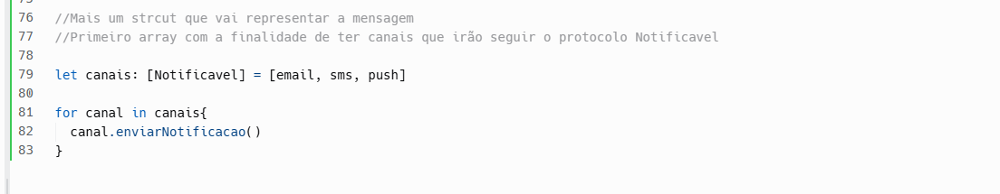 76 //Mais um strcut que vai representar a mensagem
77 //Primeiro array com a finalidade de ter canais que irão seguir o protocolo Notificavel
78
79 let canais: [Notificavel] = [email, sms, push]
80
81 for canal in canais{
82   canal.enviarNotificacao()
83 }